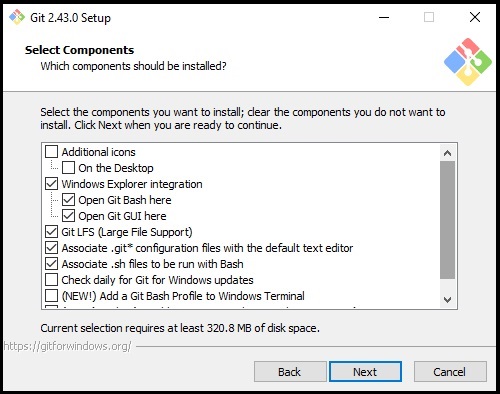 Git 2.43.0 Setup
Select Components
Which components should be installed?
Select the components you want to install; clear the components you do not want to
install. Click Next when you are ready to continue.
Additional icons
On the Desktop
Windows Explorer integration
Open Git Bash here
Open Git GUI here
Git LFS (Large File Support)
Associate .git* configuration files with the default text editor
Associate .sh files to be run with Bash
Check daily for Git for Windows updates
(NEW!) Add a Git Bash Profile to Windows Terminal
Current selection requires at least 320.8 MB of disk space.
https://gitforwindows.org/
Back
Next
Cancel